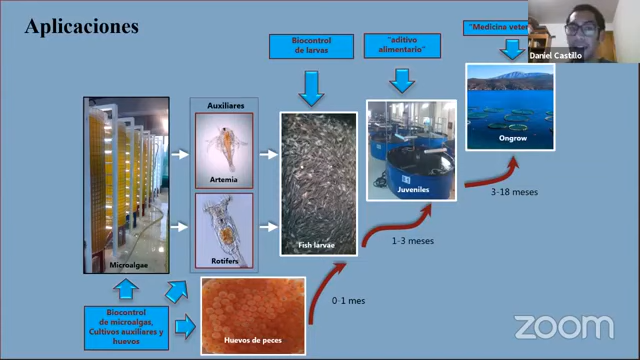 Aplicaciones
Biocontrol
de larvas
"aditivo
alimentario"
"Medicina
Daniel Castillo
Auxiliares
Artemia
Rotifers
Microalgae
Fish larvae
Juveniles
Ongrow
3-18 meses
1-3 meses
0-1 mes
Biocontrol
de microalgas,
Cultivos auxiliares y
huevos
Huevos de peces
zoom